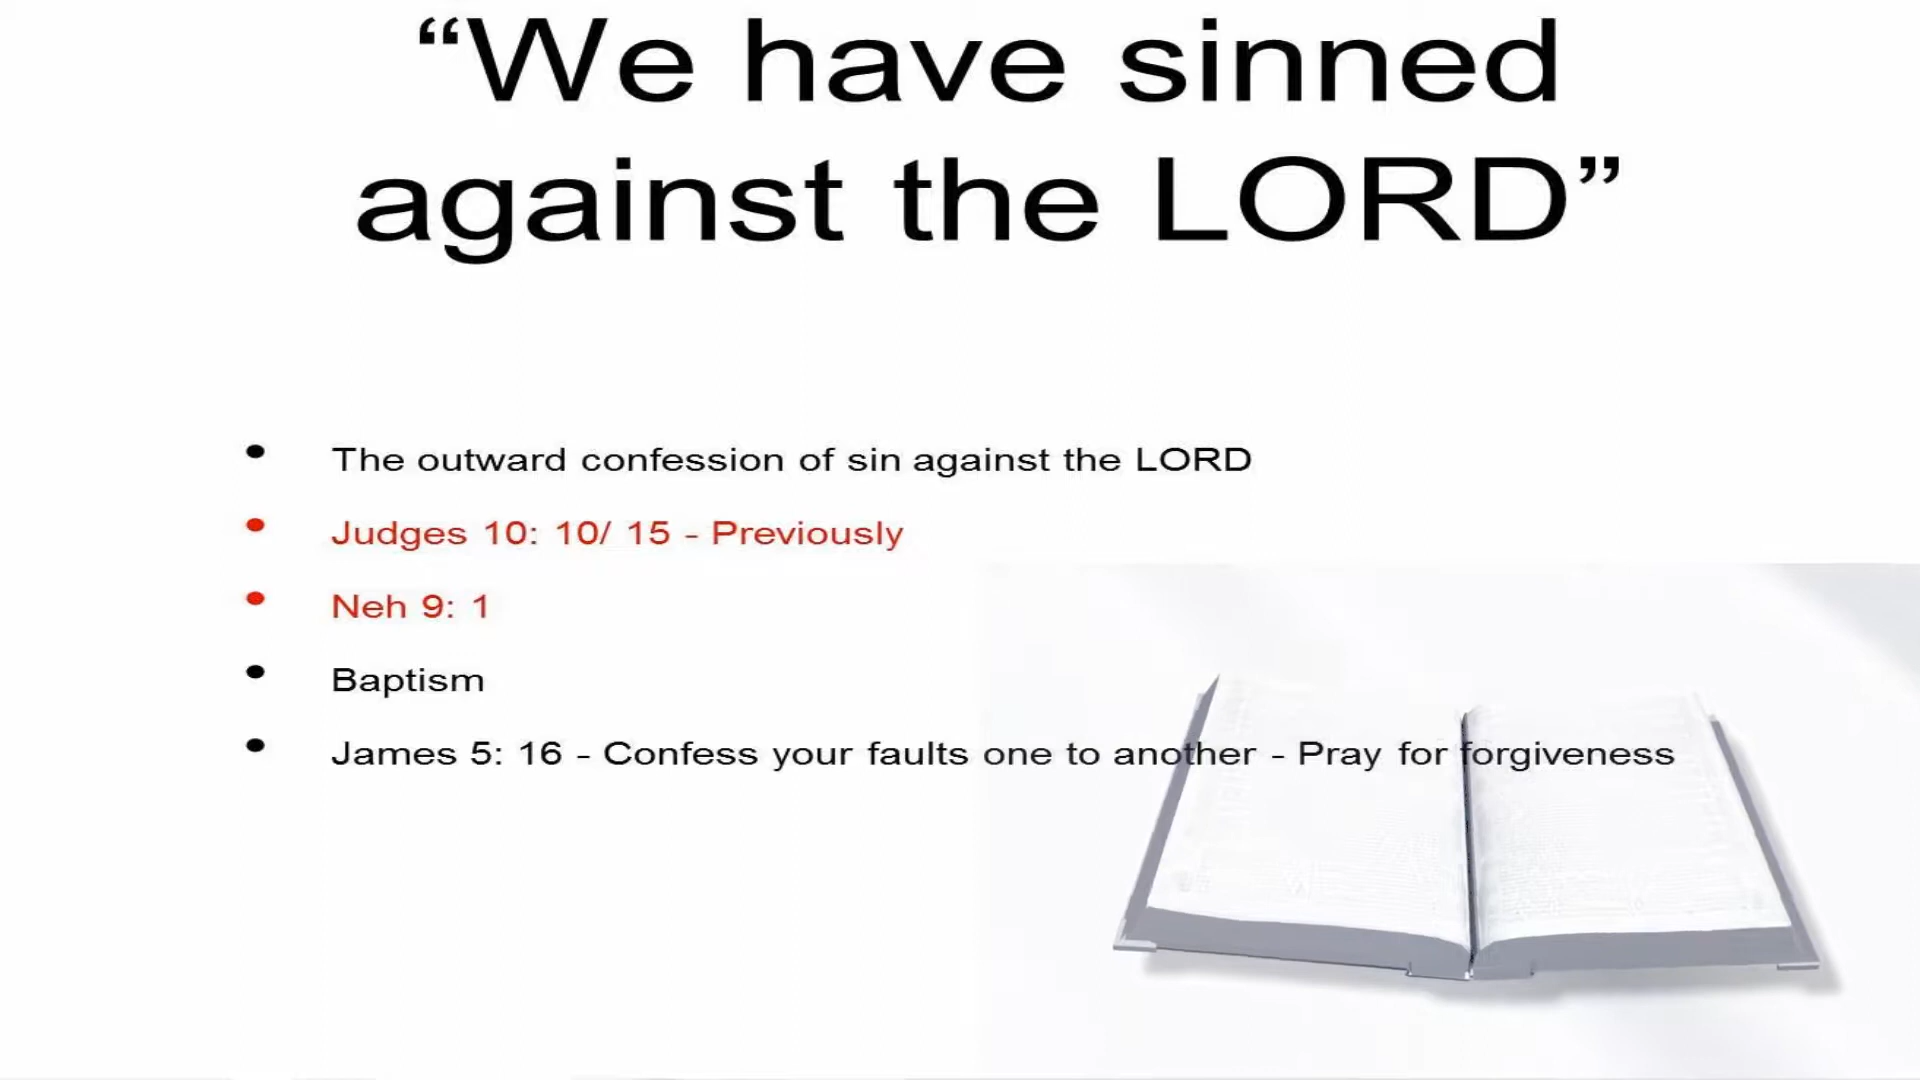 “We have sinned
against the LORD”
• The outward confession of sin against the LORD
• Judges 10: 10/ 15 - Previously
• Neh 9: 1
• Baptism
• James 5: 16 - Confess your faults one to another - Pray for forgiveness